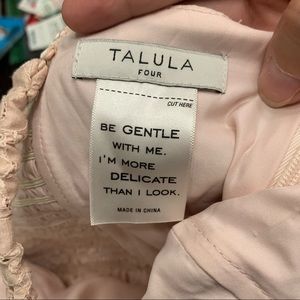 TALULA
FOUR
CUT HERE
BE GENTLE
WITH ME.
I'M MORE
DELICATE
THAN I LOOK.
MADE IN CHINA